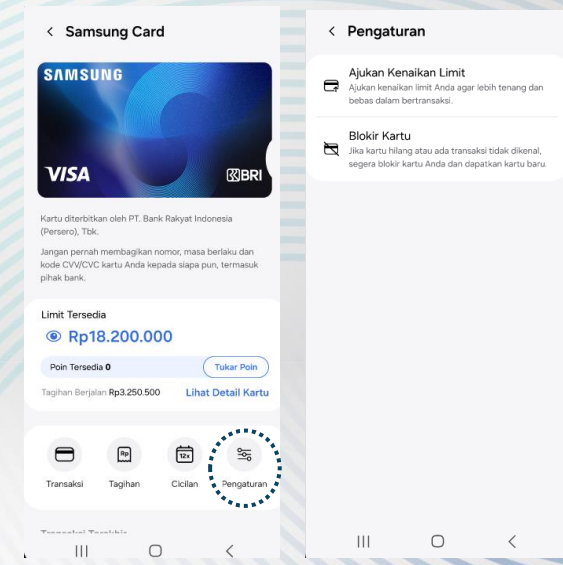 Samsung Card
SAMSUNG
VISA
BRI
Kartu diterbitkan oleh PT. Bank Rakyat Indonesia
(Persero), Tbk.
Jangan pernah membagikan nomor, masa berlaku dan
kode CVV/CVC kartu Anda kepada siapa pun, termasuk
pihak bank.
Limit Tersedia
Rp18.200.000
Poin Tersedia 0
Tukar Poin
Tagihan Berjalan Rp3.250.500
Lihat Detail Kartu
Rp
12x
Transaksi
Tagihan
Cicilan
Pengaturan
Pengaturan
Ajukan Kenaikan Limit
Ajukan kenaikan limit Anda agar lebih tenang dan
bebas dalam bertransaksi.
Blokir Kartu
Jika kartu hilang atau ada transaksi tidak dikenal,
segera blokir kartu Anda dan dapatkan kartu baru.